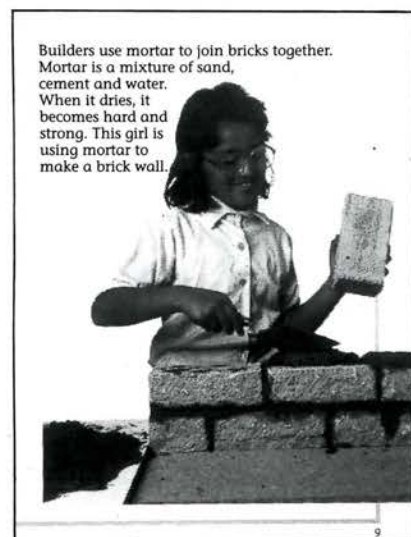 Builders use mortar to join bricks together.
Mortar is a mixture of sand,
cement and water.
When it dries, it
becomes hard and
strong. This girl is
using mortar to
make a brick wall.
9